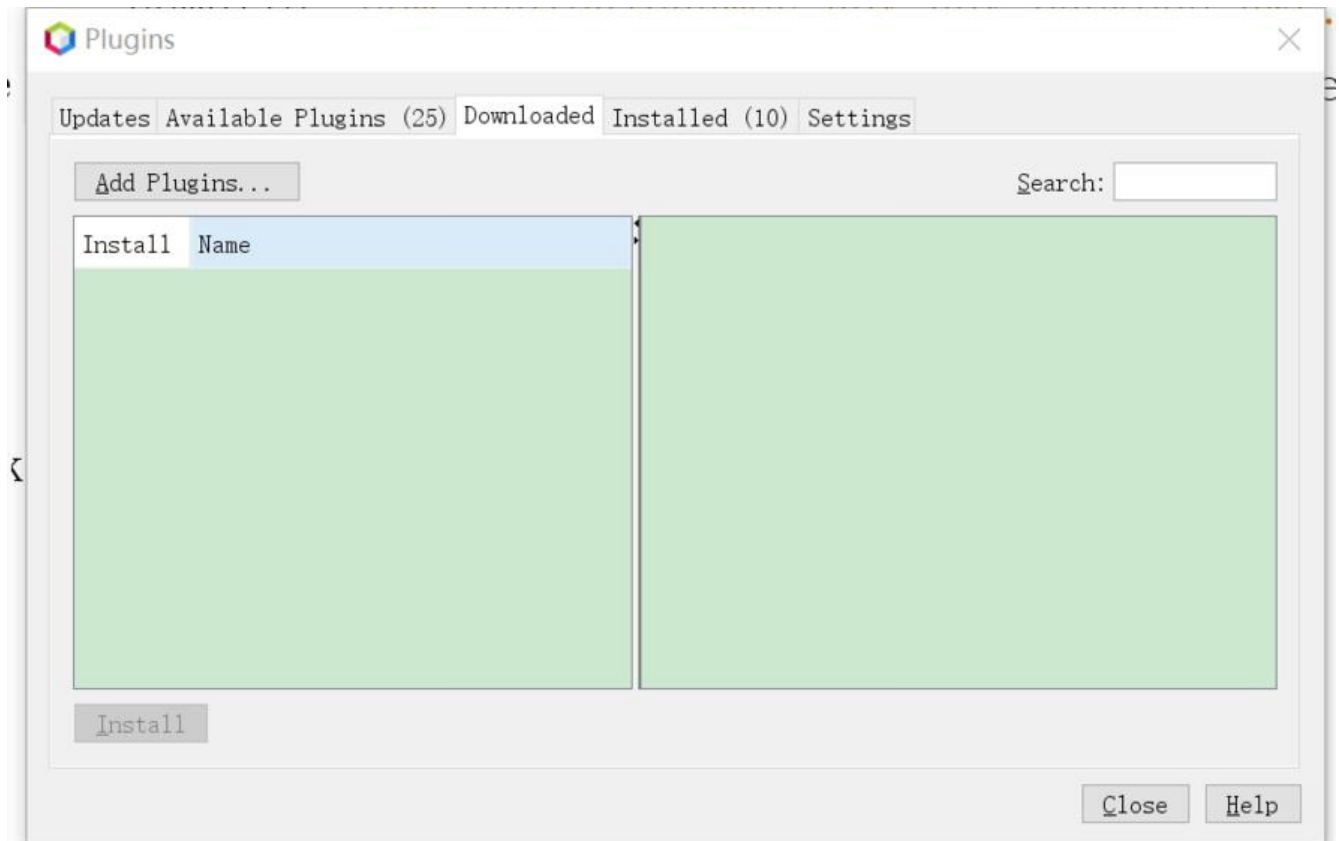 Plugins
Updates Available Plugins (25) Downloaded Installed (10) Settings
Add Plugins... Search:
Install Name
Install
Close Help